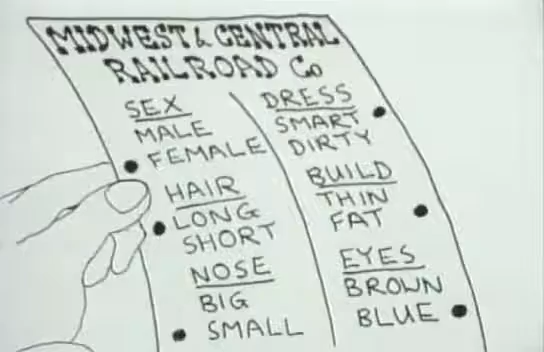 MIDWEST & CENTRAL
RAILROAD Co
SEX
MALE
FEMALE
HAIR
LONG
SHORT
NOSE
BIG
SMALL
DRESS
SMART
DIRTY
BUILD
THIN
FAT
EYES
BROWN
BLUE